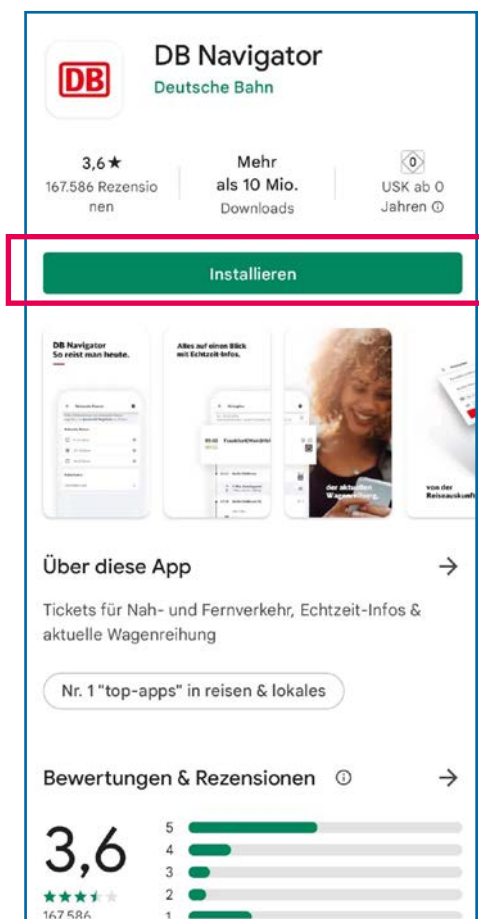 DB
DB Navigator
Deutsche Bahn
3,6★
167.586 Rezensio
nen
Mehr
als 10 Mio.
Downloads
0
USK ab 0
Jahren
Installieren
DB Navigator
So reist man heute.
Alles auf einen Blick
mit Echtzeit-Infos.
der aktuellen
Wagenreihung.
von der
Reiseauskunft
Über diese App
Tickets für Nah- und Fernverkehr, Echtzeit-Infos &
aktuelle Wagenreihung
Nr. 1 "top-apps" in reisen & lokales
Bewertungen & Rezensionen
3,6
167.586
5
4
3
2
1